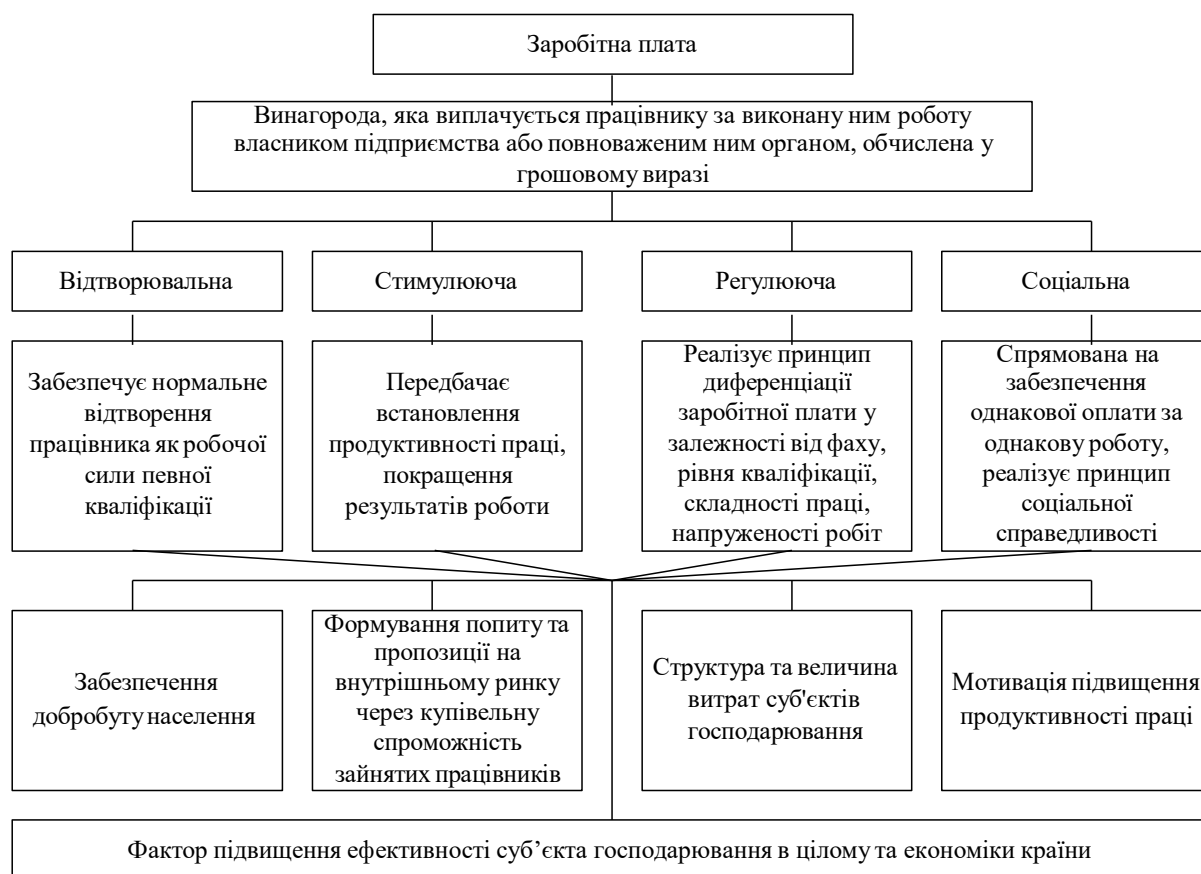 Заробітна плата
Винагорода, яка виплачується працівнику за виконану ним роботу
власником підприємства або повноваженим ним органом, обчислена у
грошовому виразі
Відтворювальна
Стимулююча
Регулююча
Соціальна
Забезпечує нормальне
відтворення
працівника як робочої
сили певної
кваліфікації
Передбачає
встановлення
продуктивності праці,
покращення
результатів роботи
Реалізує принцип
диференціації
заробітної плати у
залежності від фаху,
рівня кваліфікації,
складності праці,
напруженості робіт
Спрямована на
забезпечення
однакової оплати за
однакову роботу,
реалізує принцип
соціальної
справедливості
Забезпечення
добробуту населення
Формування попиту та
пропозиції на
внутрішньому ринку
через купівельну
спроможність
зайнятих працівників
Структура та величина
витрат суб'єктів
господарювання
Мотивація підвищення
продуктивності праці
Фактор підвищення ефективності суб’єкта господарювання в цілому та економіки країни